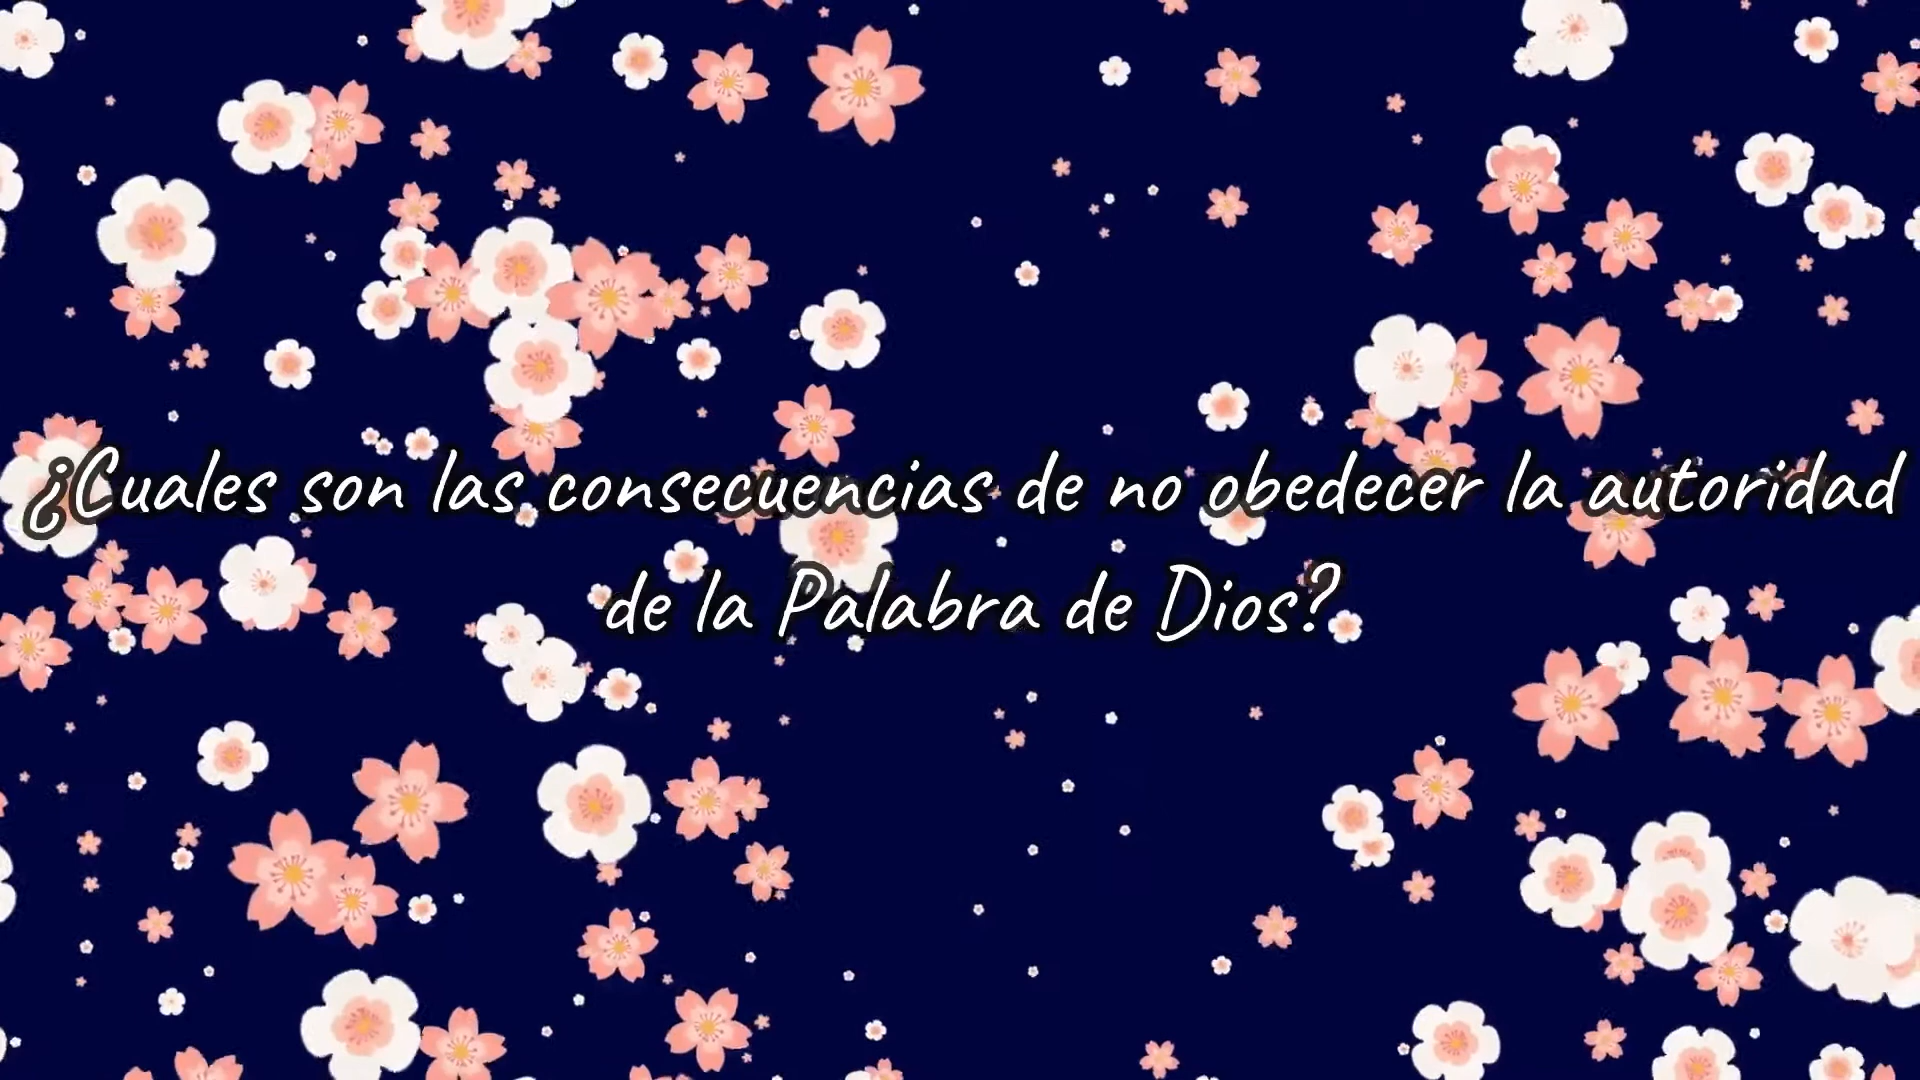 ¿Cuales son las consecuencias de no obedecer la autoridad
de la Palabra de Dios?